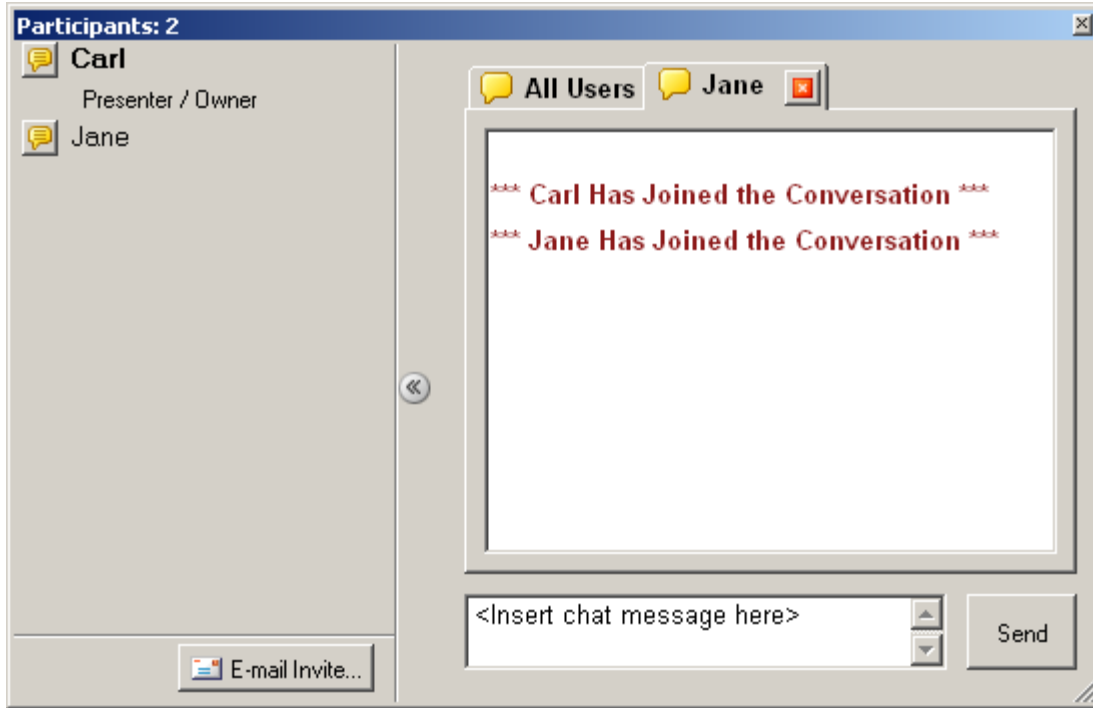 Participants: 2
Carl
Presenter / Owner
Jane
All Users
Jane
*** Carl Has Joined the Conversation ***
*** Jane Has Joined the Conversation ***
<Insert chat message here>
Send
E-mail Invite...